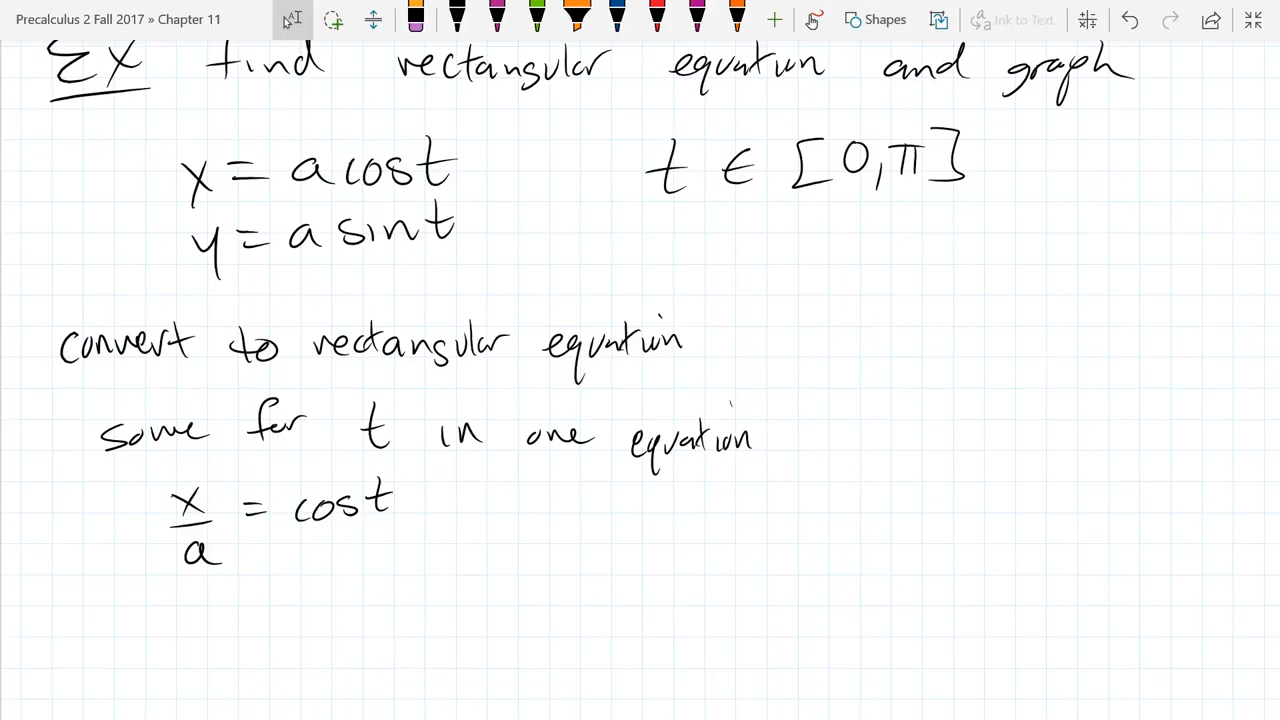 Precalculus 2 Fall 2017 » Chapter 11
Shapes
Ink to Text
Ex find rectangular equation and graph
x = a cos t t ∈ [0, π]
y = a sin t
convert to rectangular equation
some for t in one equation
x/a = cos t